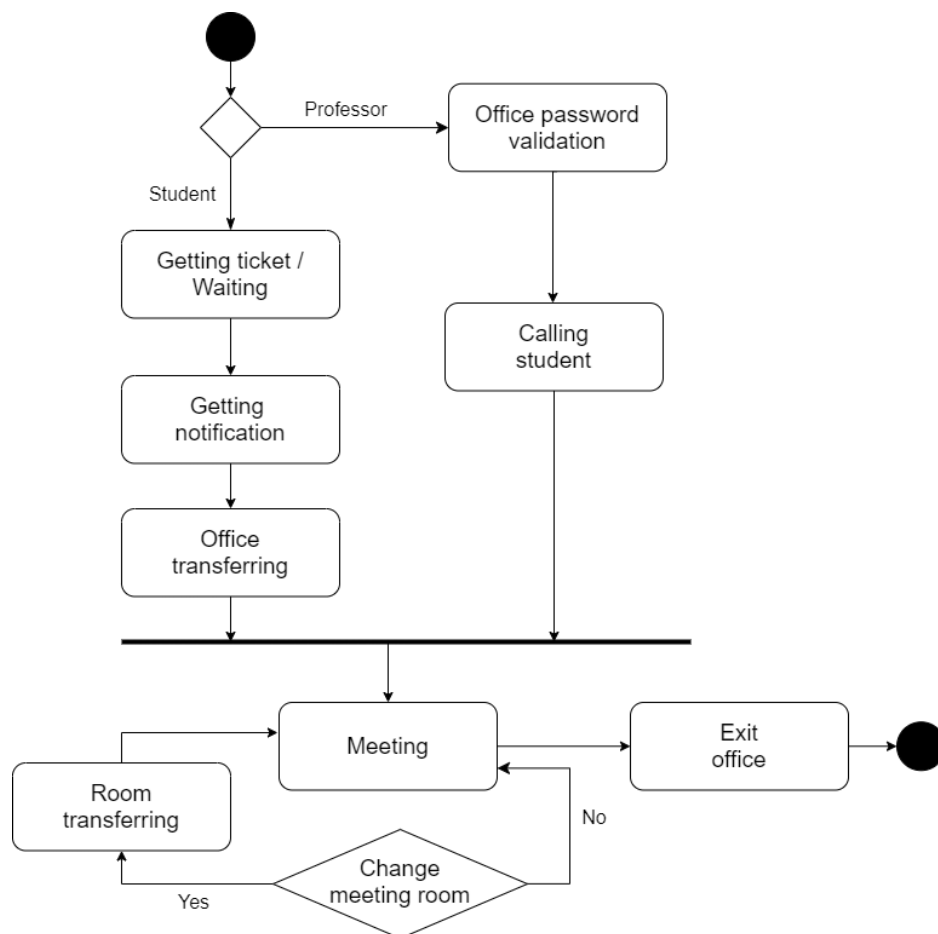 Professor
Office password
validation
Student
Getting ticket /
Waiting
Calling
student
Getting
notification
Office
transferring
Meeting
Exit
office
Room
transferring
No
Change
meeting room
Yes